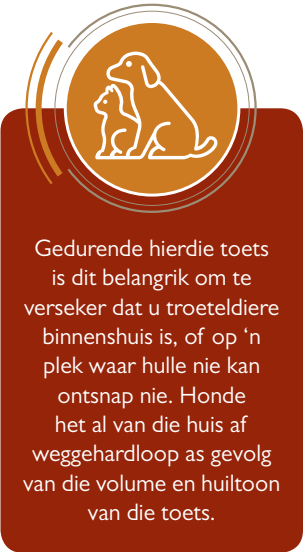 Gedurende hierdie toets
is dit belangrik om te
verseker dat u troeteldiere
binnenshuis is, of op ‘n
plek waar hulle nie kan
ontsnap nie. Honde
het al van die huis af
weggehardloop as gevolg
van die volume en huiltoon
van die toets.